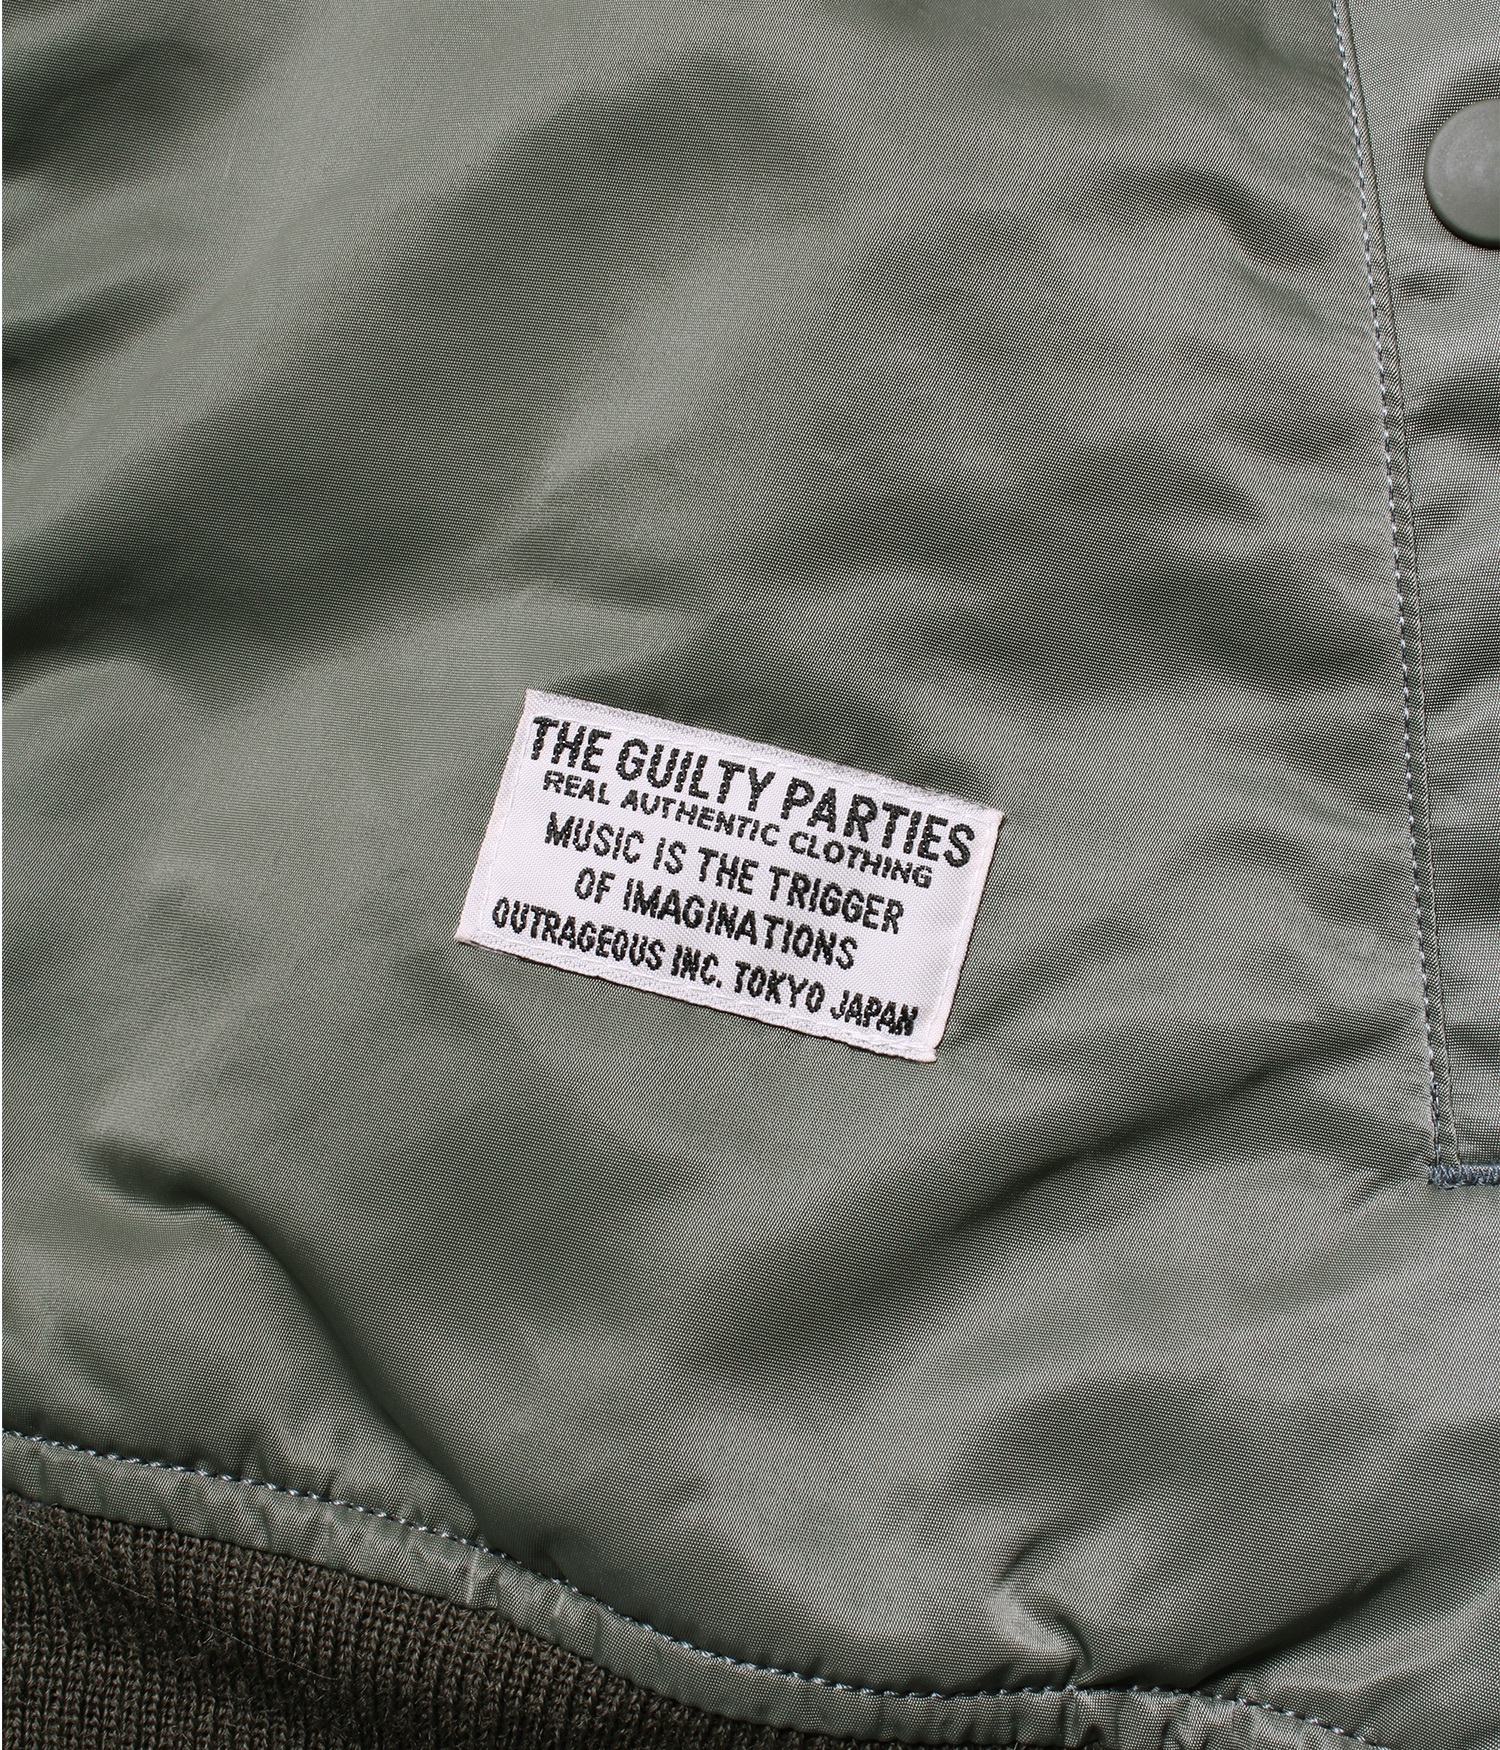 THE GUILTY PARTIES
REAL AUTHENTIC CLOTHING
MUSIC IS THE TRIGGER
OF IMAGINATIONS
OUTRAGEOUS INC. TOKYO JAPAN